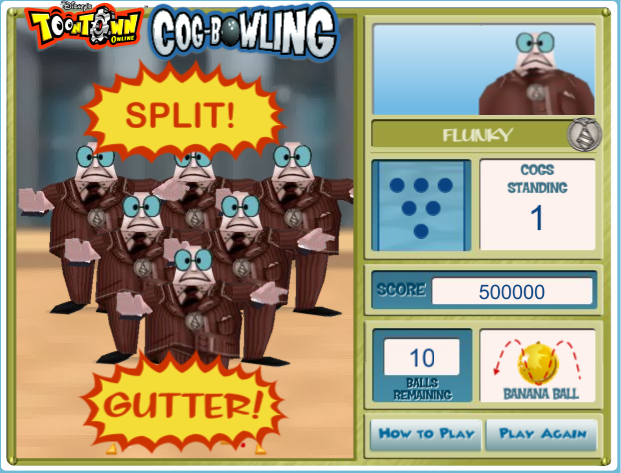 Disney's
TOONTOWN
ONLINE
COG-BOWLING
SPLIT!
GUTTER!
FLUNKY
COGS
STANDING
1
SCORE 500000
10
BALLS
REMAINING
BANANA BALL
HOW TO PLAY
PLAY AGAIN